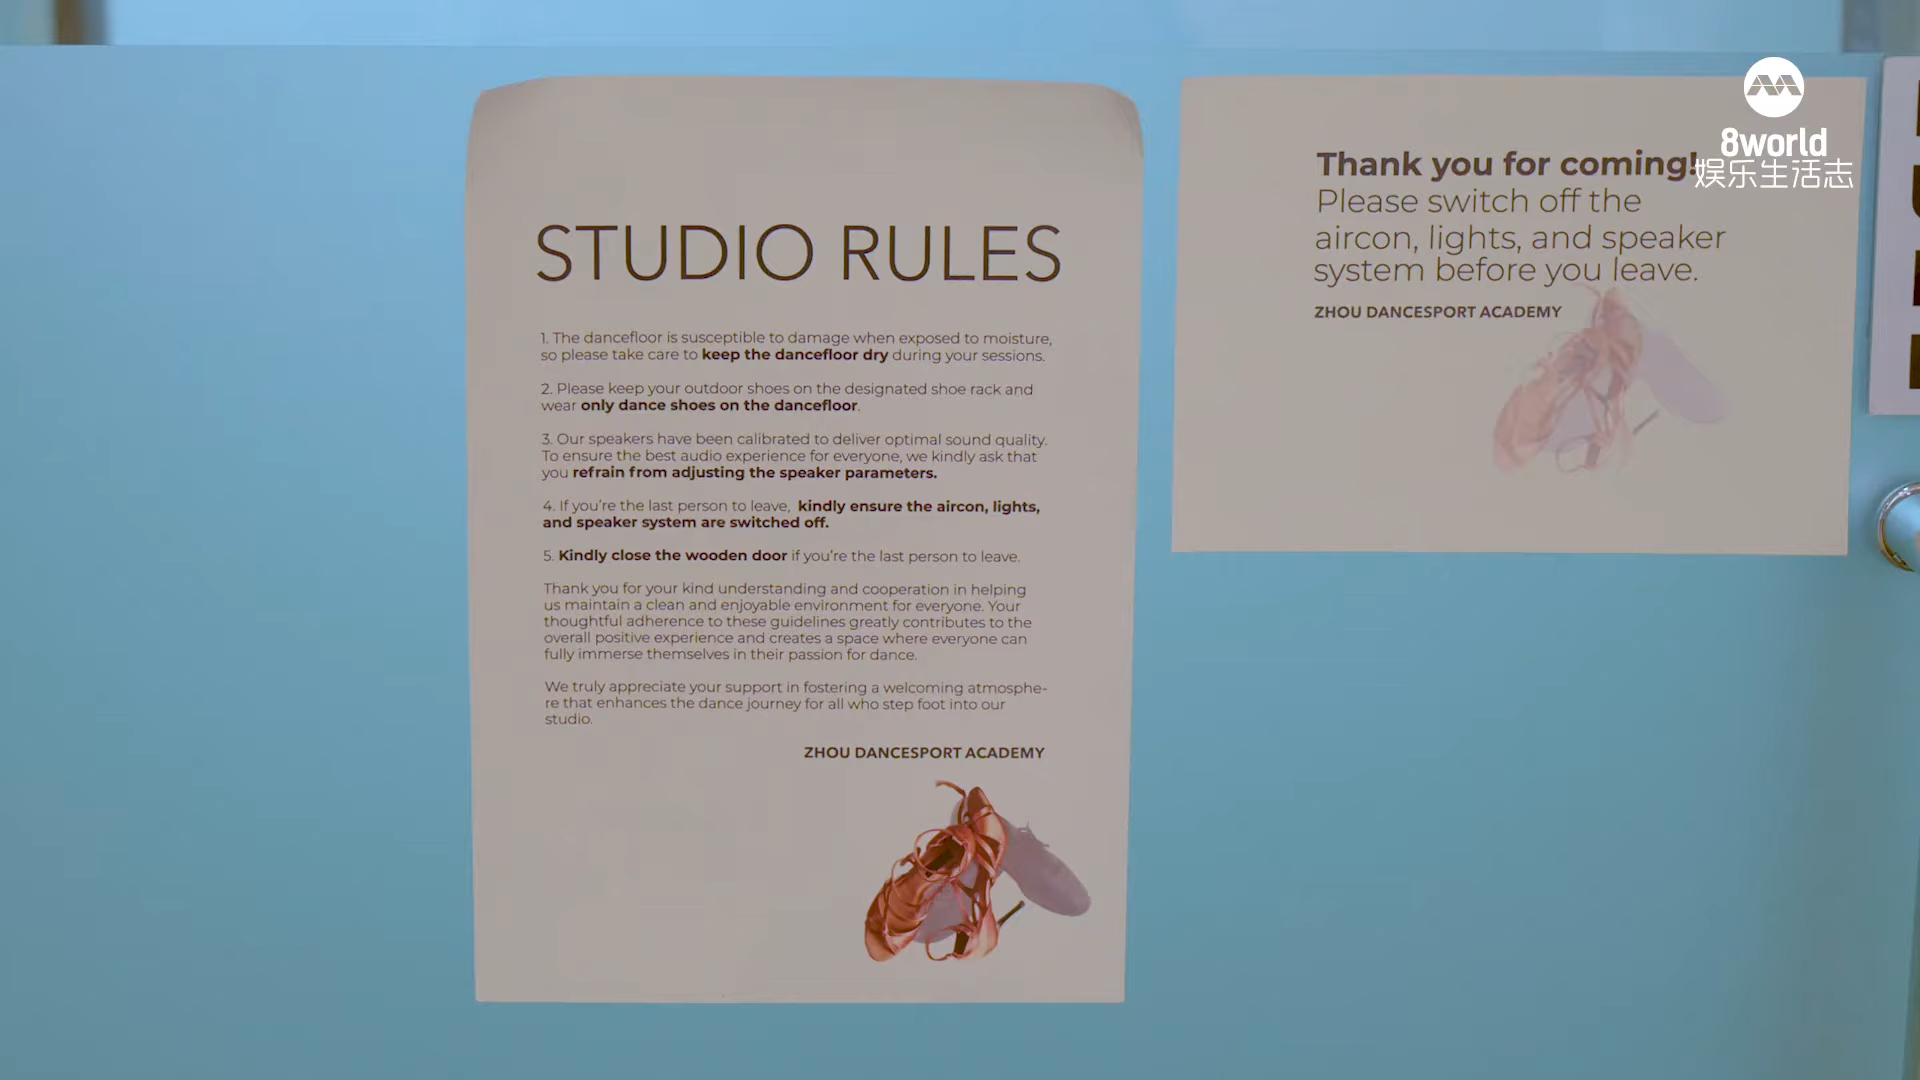 STUDIO RULES
1. The dancefloor is susceptible to damage when exposed to moisture,
so please take care to keep the dancefloor dry during your sessions.
2. Please keep your outdoor shoes on the designated shoe rack and
wear only dance shoes on the dancefloor.
3. Our speakers have been calibrated to deliver optimal sound quality.
To ensure the best audio experience for everyone, we kindly ask that
you refrain from adjusting the speaker parameters.
4. If you're the last person to leave, kindly ensure the aircon, lights,
and speaker system are switched off.
5. Kindly close the wooden door if you're the last person to leave.
Thank you for your kind understanding and cooperation in helping
us maintain a clean and enjoyable environment for everyone. Your
thoughtful adherence to these guidelines greatly contributes to the
overall positive experience and creates a space where everyone can
fully immerse themselves in their passion for dance.
We truly appreciate your support in fostering a welcoming atmosphe-
re that enhances the dance journey for all who step foot into our
studio.
ZHOU DANCESPORT ACADEMY
Thank you for coming!
Please switch off the
aircon, lights, and speaker
system before you leave.
ZHOU DANCESPORT ACADEMY
8world
娱乐生活志